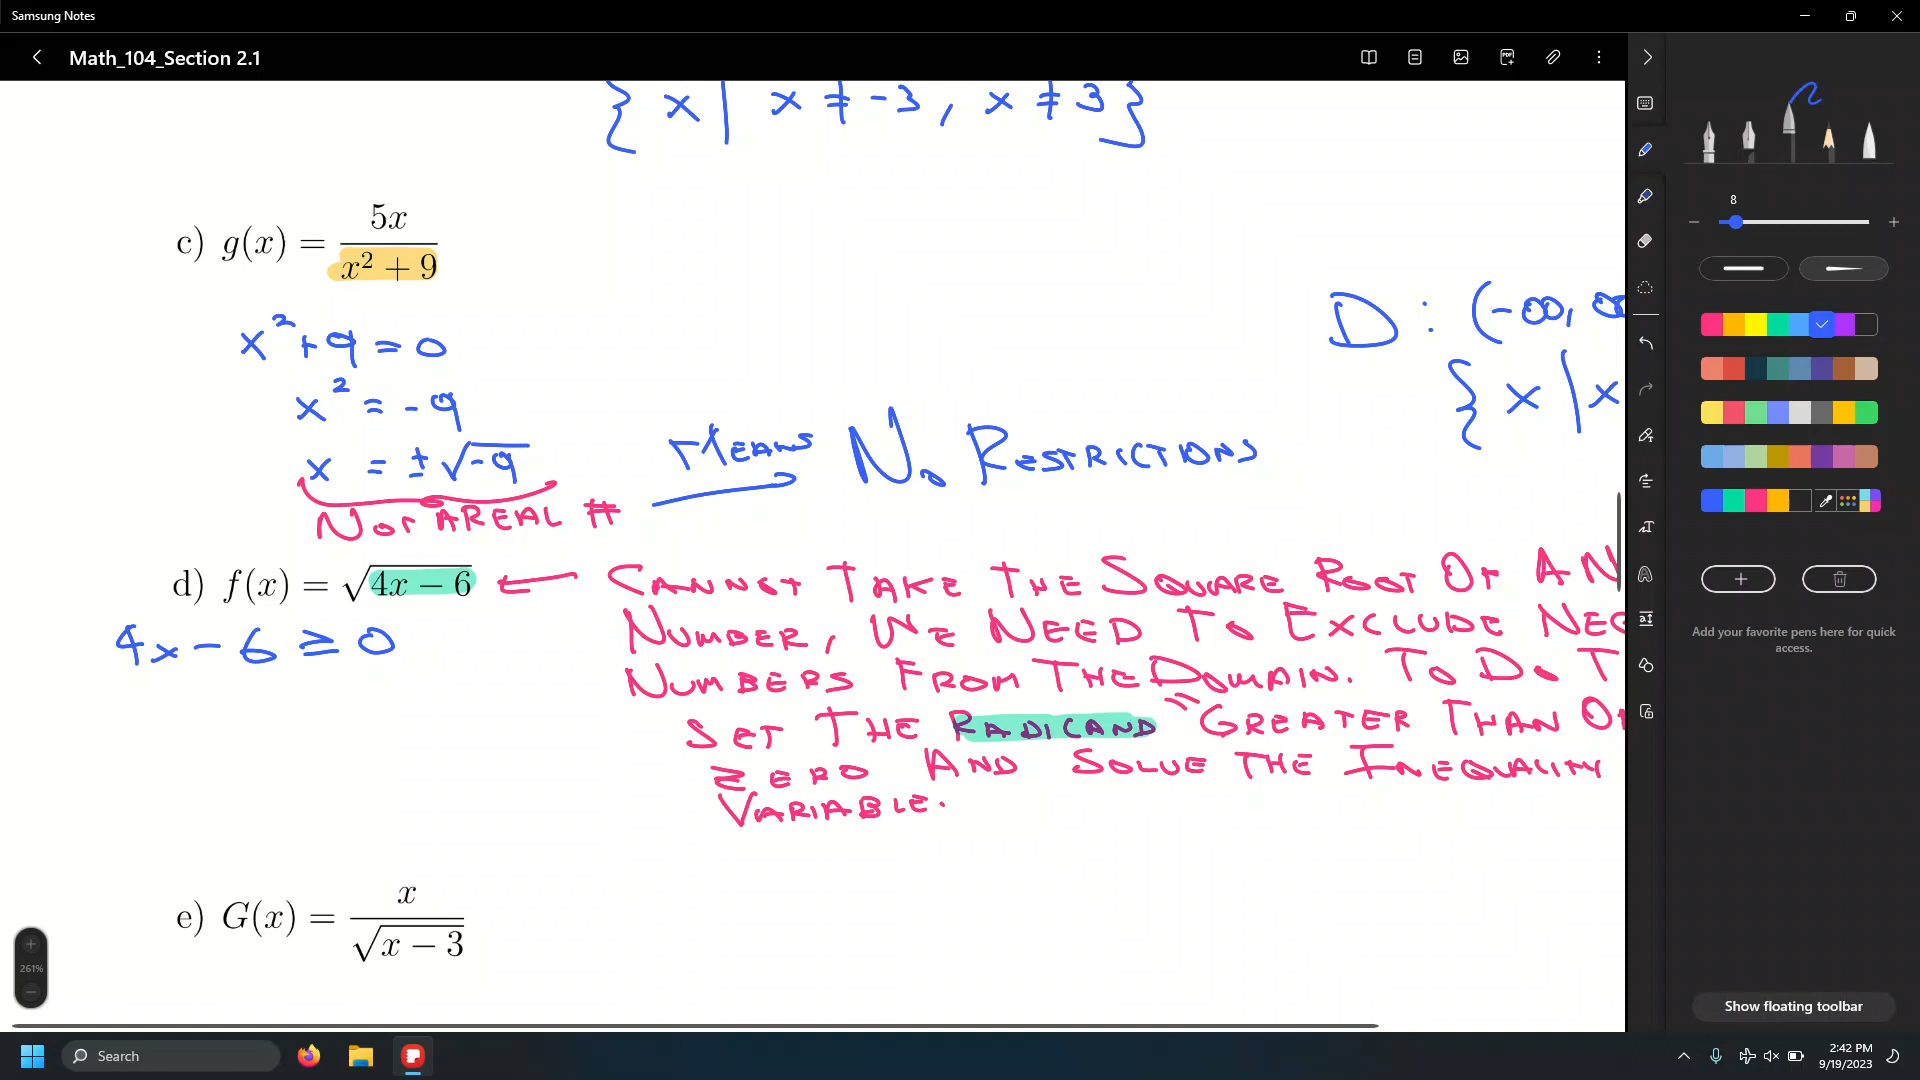 Samsung Notes
Math_104_Section 2.1
{ x | x ≠ -3, x ≠ 3 }
c) g(x) = 5x / (x² + 9)
x² + 9 = 0
x² = -9
x = ±√-9
NOT A REAL #
MEANS NO RESTRICTIONS
D : (-∞, ∞
{ x | x
d) f(x) = √(4x − 6)
4x - 6 ≥ 0
CANNOT TAKE THE SQUARE ROOT OF A N
NUMBER, WE NEED TO EXCLUDE NEG
NUMBERS FROM THE DOMAIN. TO DO T
SET THE RADICAND GREATER THAN O
ZERO AND SOLVE THE INEQUALITY
VARIABLE.
e) G(x) = x / √(x − 3)
261%
8
Add your favorite pens here for quick
access.
Show floating toolbar
Search
2:42 PM
9/19/2023